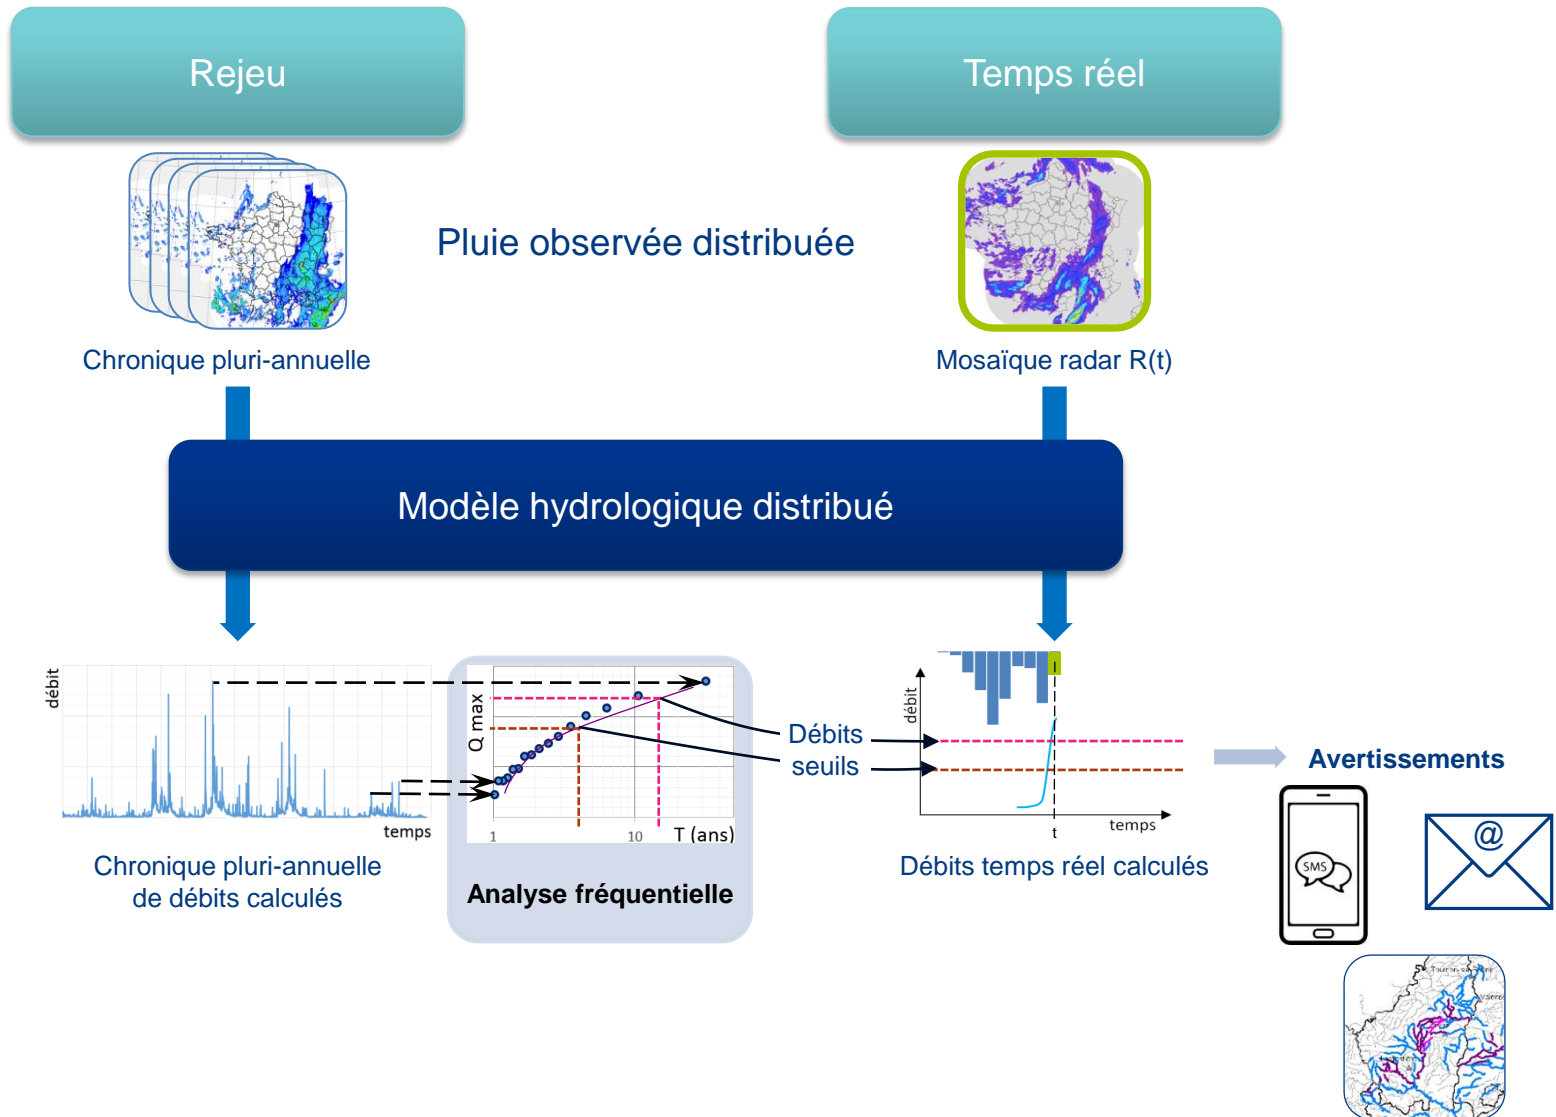 Rejeu
Temps réel
Pluie observée distribuée
Chronique pluri-annuelle
Mosaïque radar R(t)
Modèle hydrologique distribué
débit
temps
Chronique pluri-annuelle
de débits calculés
Q max
1
10
T (ans)
Analyse fréquentielle
Débits
seuils
débit
t
temps
Débits temps réel calculés
Avertissements
SMS
@